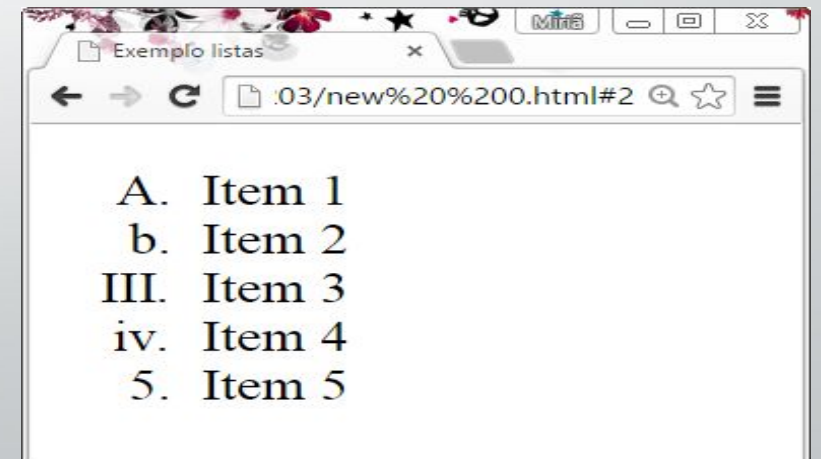 Miriã
Exemplo listas
:03/new%20%200.html#2
A. Item 1
b. Item 2
III. Item 3
iv. Item 4
5. Item 5